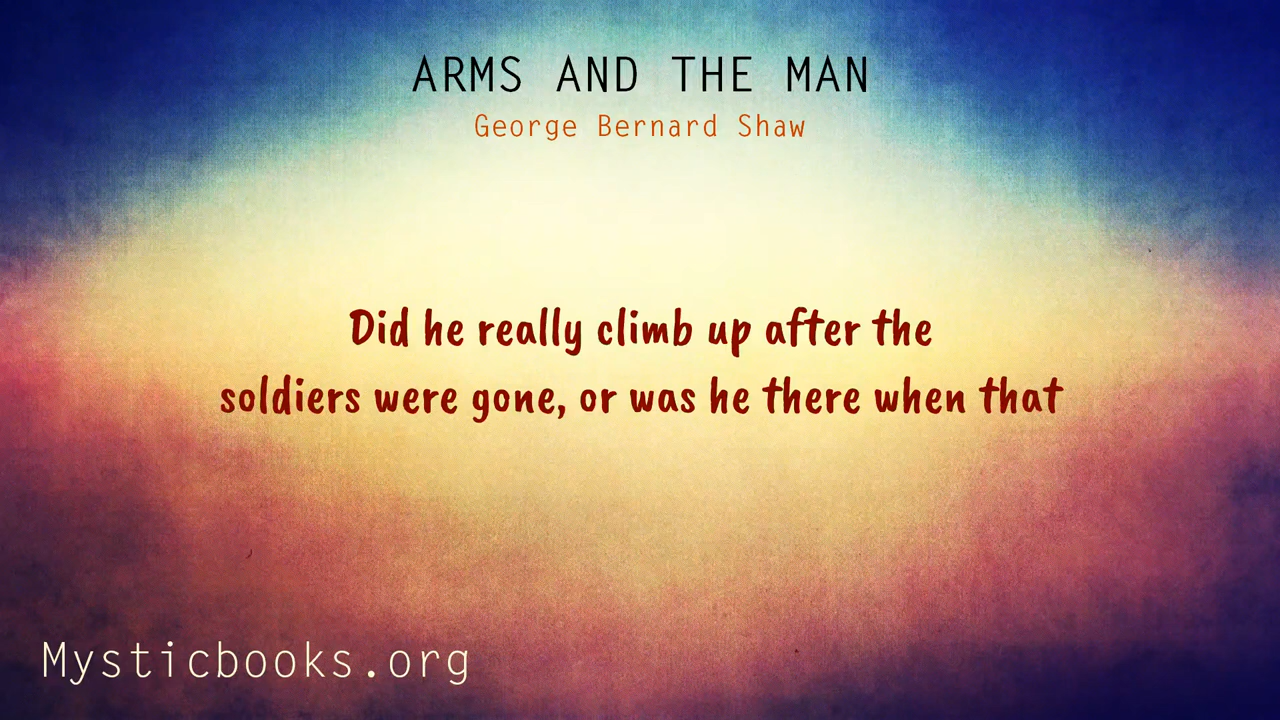 ARMS AND THE MAN
George Bernard Shaw
Did he really climb up after the
soldiers were gone, or was he there when that
Mysticbooks.org